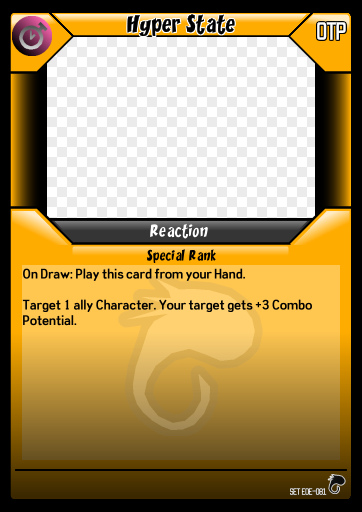 Hyper State
OTP
Reaction
Special Rank
On Draw: Play this card from your Hand.
Target 1 ally Character. Your target gets +3 Combo
Potential.
SET EOE-081